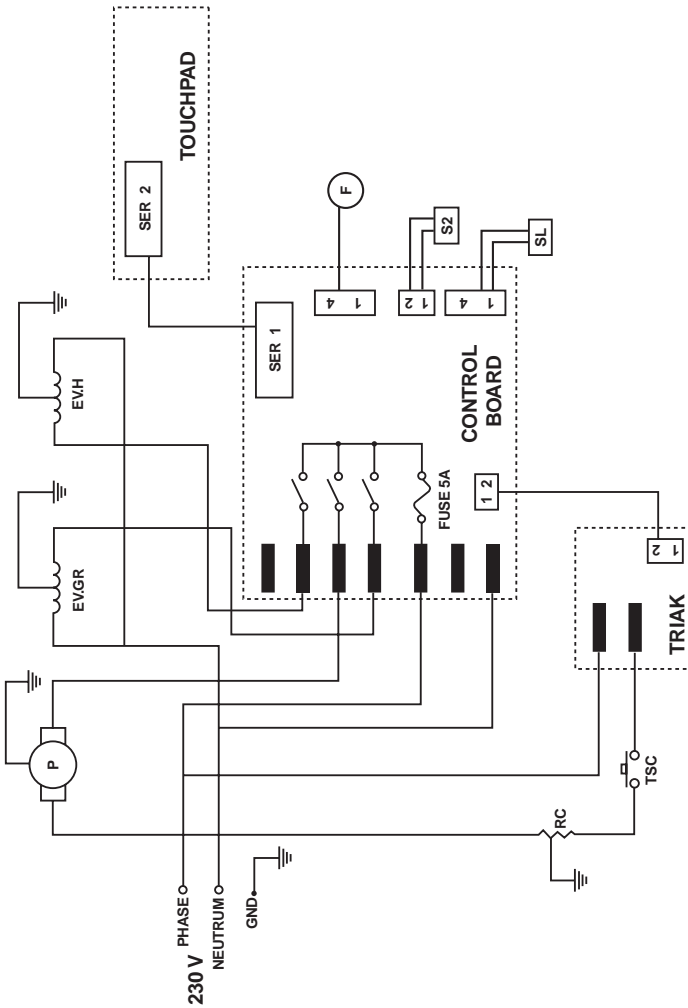 TOUCHPAD
SER 2
F
S2
SL
4 1
2 1
4 1
SER 1
CONTROL
BOARD
EV.H
EV.GR
FUSE 5A
1 2
2 1
TRIAK
P
TSC
RC
230 V
PHASE
NEUTRUM
GND